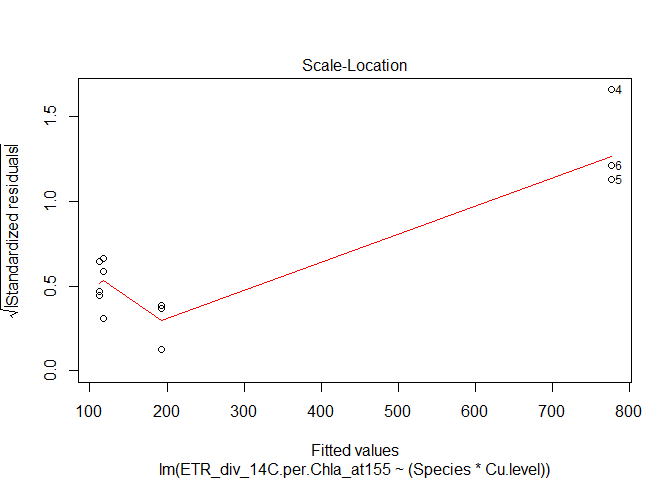 Scale-Location
√|Standardized residuals|
1.5
1.0
0.5
0.0
4
6
5
100 200 300 400 500 600 700 800
Fitted values
lm(ETR_div_14C.per.Chla_at155 ~ (Species * Cu.level))